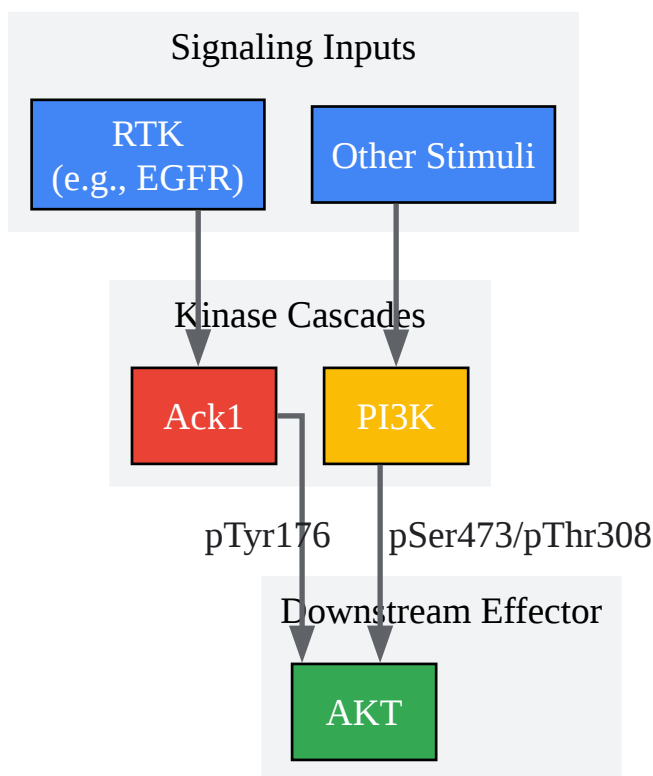 Signaling Inputs
RTK
(e.g., EGFR)
Other Stimuli
Kinase Cascades
Ack1
PI3K
pTyr176
pSer473/pThr308
Downstream Effector
AKT